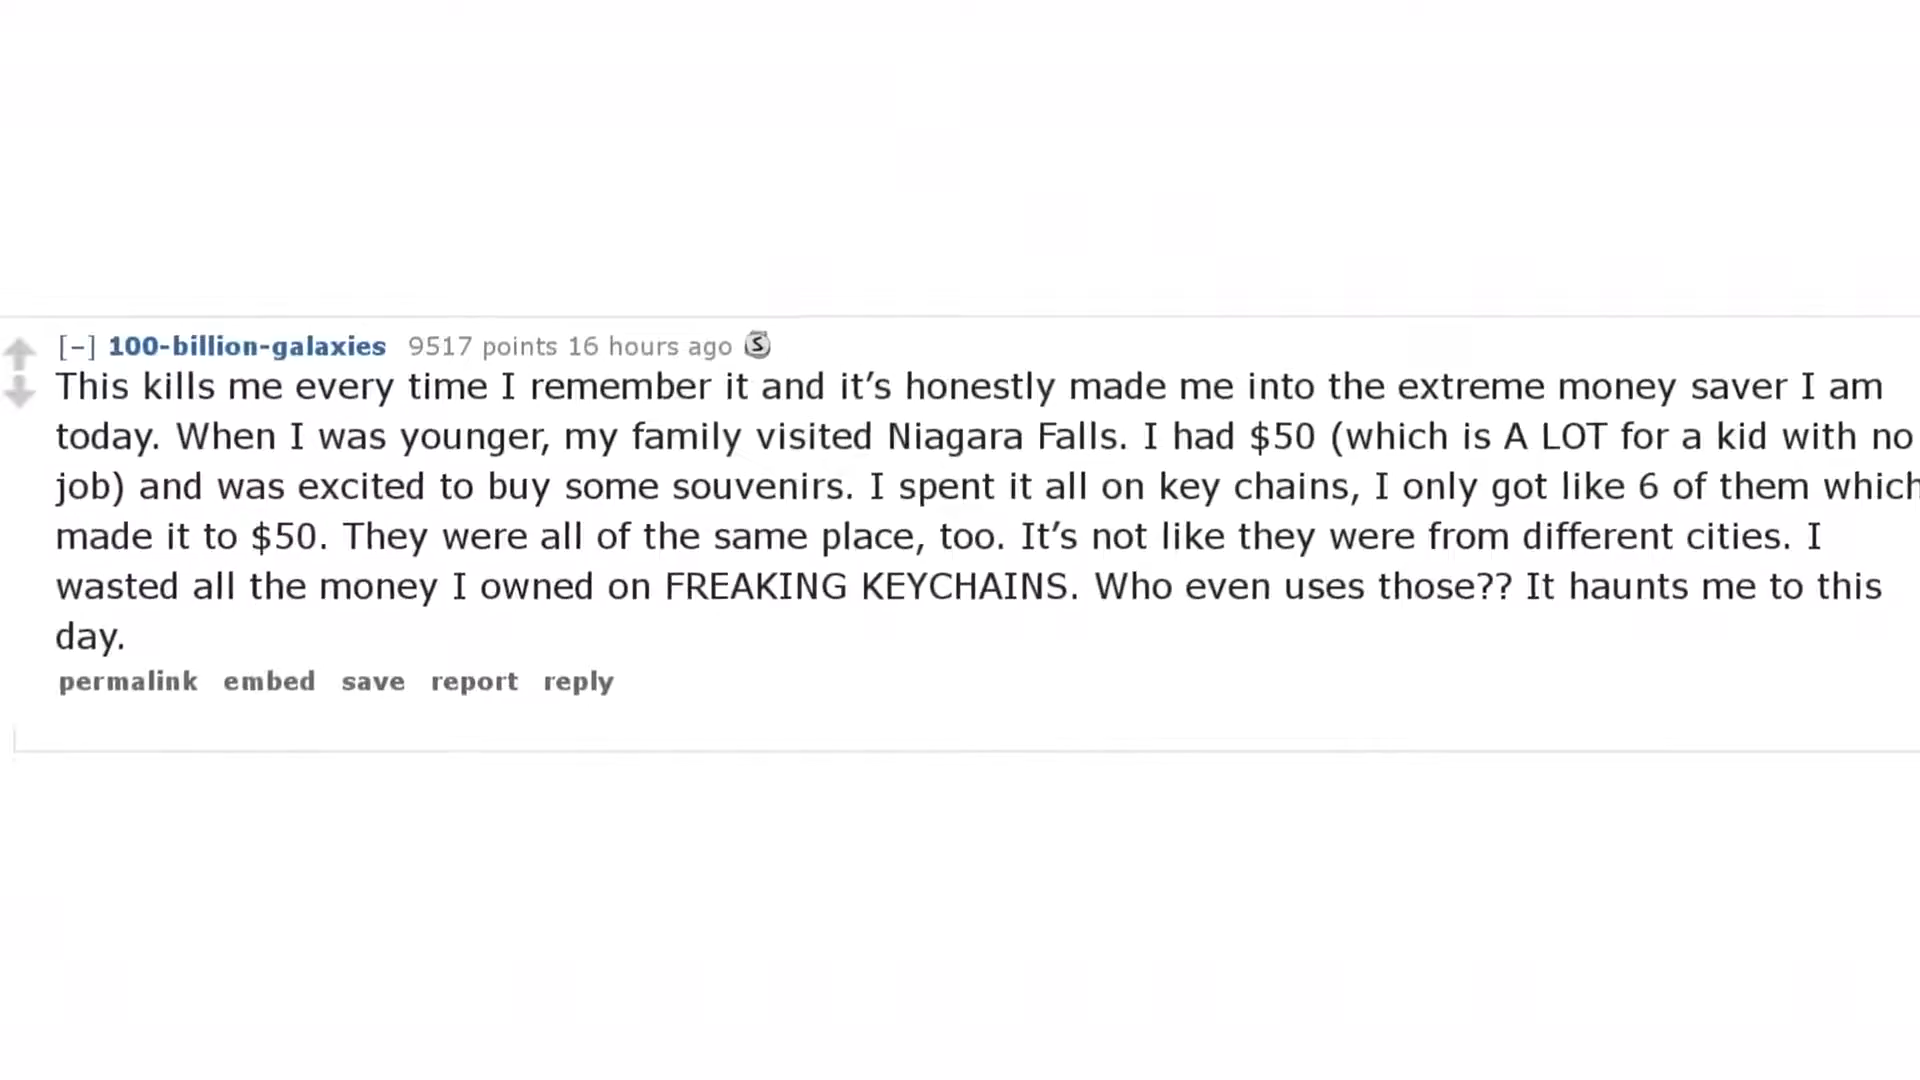 [–] 100-billion-galaxies 9517 points 16 hours ago S
This kills me every time I remember it and it’s honestly made me into the extreme money saver I am
today. When I was younger, my family visited Niagara Falls. I had $50 (which is A LOT for a kid with no
job) and was excited to buy some souvenirs. I spent it all on key chains, I only got like 6 of them which
made it to $50. They were all of the same place, too. It’s not like they were from different cities. I
wasted all the money I owned on FREAKING KEYCHAINS. Who even uses those?? It haunts me to this
day.
permalink embed save report reply